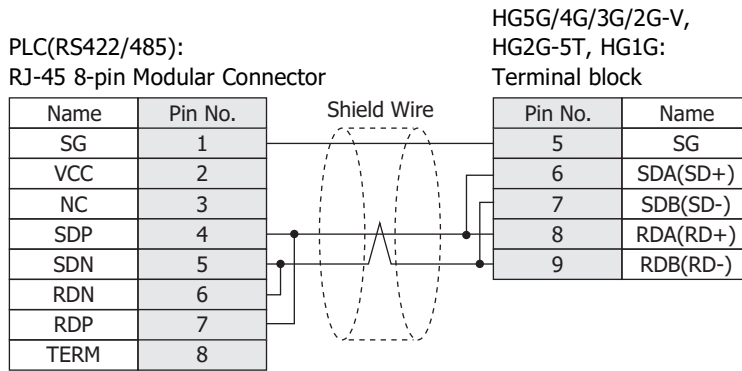 HG5G/4G/3G/2G-V,
PLC(RS422/485): HG2G-5T, HG1G:
RJ-45 8-pin Modular Connector Terminal block
Name Pin No. Shield Wire Pin No. Name
SG 1 5 SG
VCC 2 6 SDA(SD+)
NC 3 7 SDB(SD-)
SDP 4 8 RDA(RD+)
SDN 5 9 RDB(RD-)
RDN 6
RDP 7
TERM 8